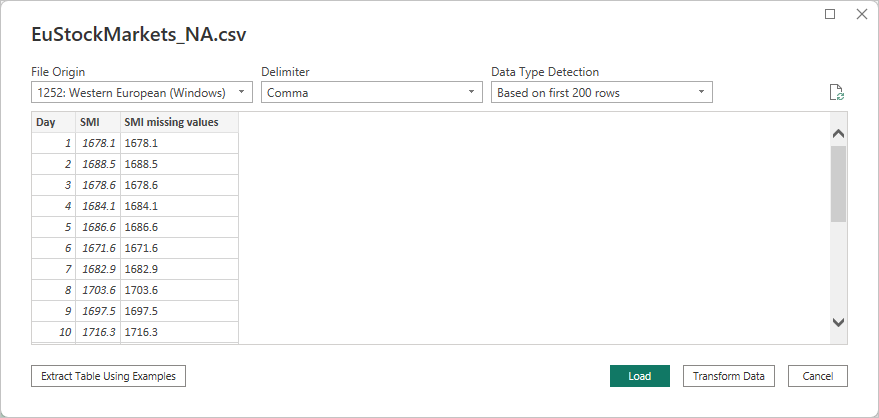 EuStockMarkets_NA.csv
File Origin Delimiter Data Type Detection
1252: Western European (Windows) Comma Based on first 200 rows
Day SMI SMI missing values
1 1678.1 1678.1
2 1688.5 1688.5
3 1678.6 1678.6
4 1684.1 1684.1
5 1686.6 1686.6
6 1671.6 1671.6
7 1682.9 1682.9
8 1703.6 1703.6
9 1697.5 1697.5
10 1716.3 1716.3
Extract Table Using Examples Load Transform Data Cancel